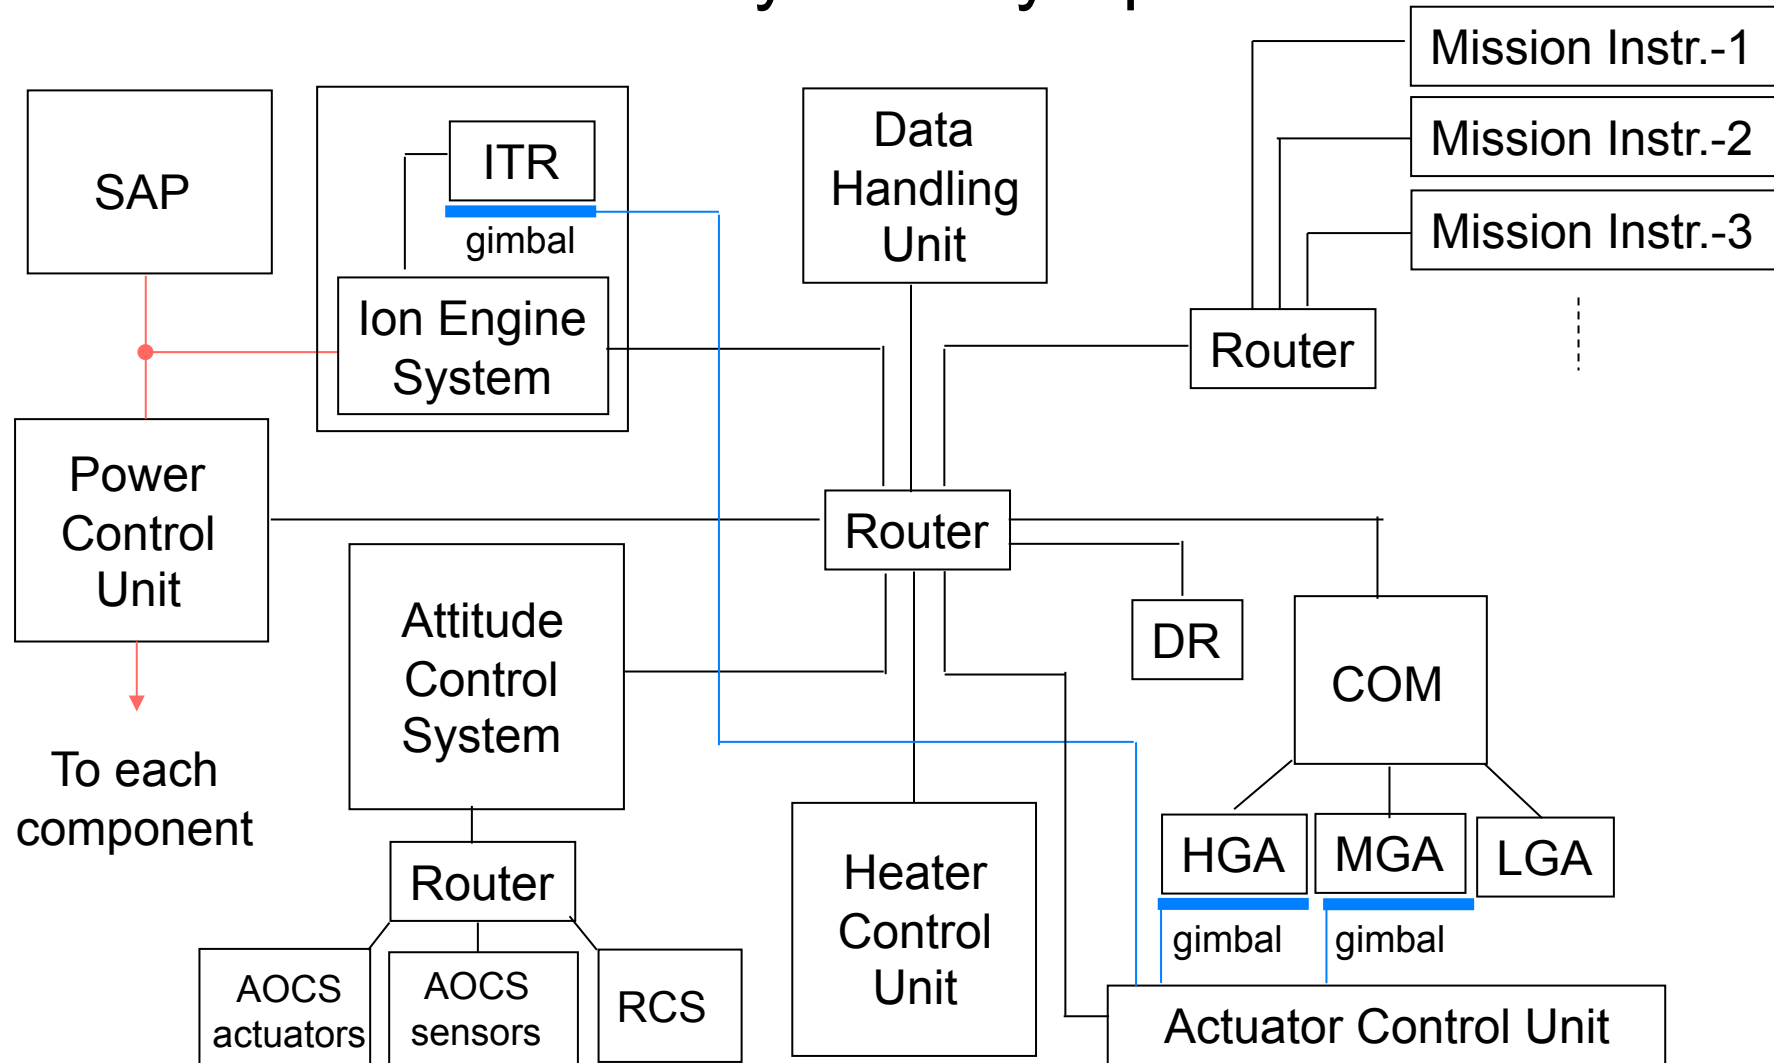 Mission Instr.-1
Mission Instr.-2
Mission Instr.-3
SAP
ITR
gimbal
Ion Engine
System
Data
Handling
Unit
Router
Power
Control
Unit
Router
Attitude
Control
System
DR
COM
To each
component
HGA
MGA
LGA
gimbal
gimbal
Router
Heater
Control
Unit
AOCS
actuators
AOCS
sensors
RCS
Actuator Control Unit